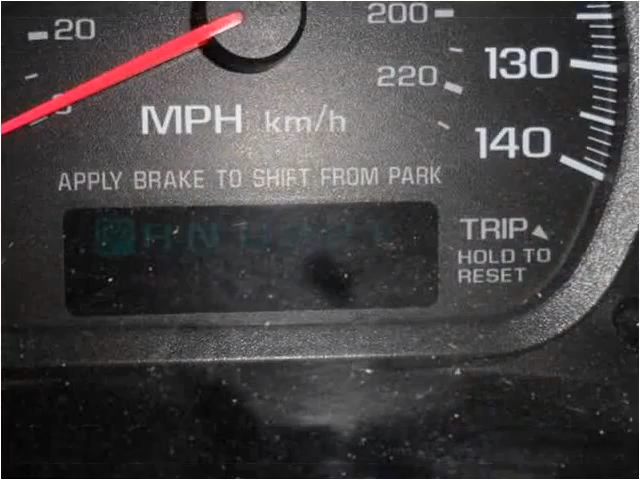 20
200
220
130
MPH km/h
140
APPLY BRAKE TO SHIFT FROM PARK
TRIP
HOLD TO
RESET